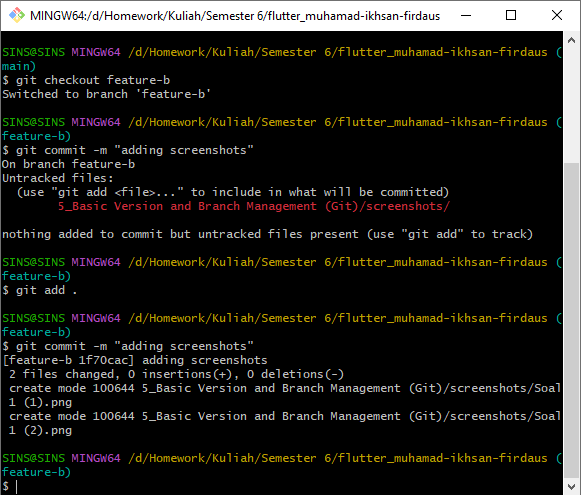 MINGW64:/d/Homework/Kuliah/Semester 6/flutter_muhamad-ikhsan-firdaus
SINS@SINS MINGW64 /d/Homework/Kuliah/Semester 6/flutter_muhamad-ikhsan-firdaus (
main)
$ git checkout feature-b
Switched to branch 'feature-b'
SINS@SINS MINGW64 /d/Homework/Kuliah/Semester 6/flutter_muhamad-ikhsan-firdaus (
feature-b)
$ git commit -m "adding screenshots"
On branch feature-b
Untracked files:
  (use "git add <file>..." to include in what will be committed)
        5_Basic Version and Branch Management (Git)/screenshots/
nothing added to commit but untracked files present (use "git add" to track)
SINS@SINS MINGW64 /d/Homework/Kuliah/Semester 6/flutter_muhamad-ikhsan-firdaus (
feature-b)
$ git add .
SINS@SINS MINGW64 /d/Homework/Kuliah/Semester 6/flutter_muhamad-ikhsan-firdaus (
feature-b)
$ git commit -m "adding screenshots"
[feature-b 1f70cac] adding screenshots
 2 files changed, 0 insertions(+), 0 deletions(-)
 create mode 100644 5_Basic Version and Branch Management (Git)/screenshots/Soal
 1 (1).png
 create mode 100644 5_Basic Version and Branch Management (Git)/screenshots/Soal
 1 (2).png
SINS@SINS MINGW64 /d/Homework/Kuliah/Semester 6/flutter_muhamad-ikhsan-firdaus (
feature-b)
$